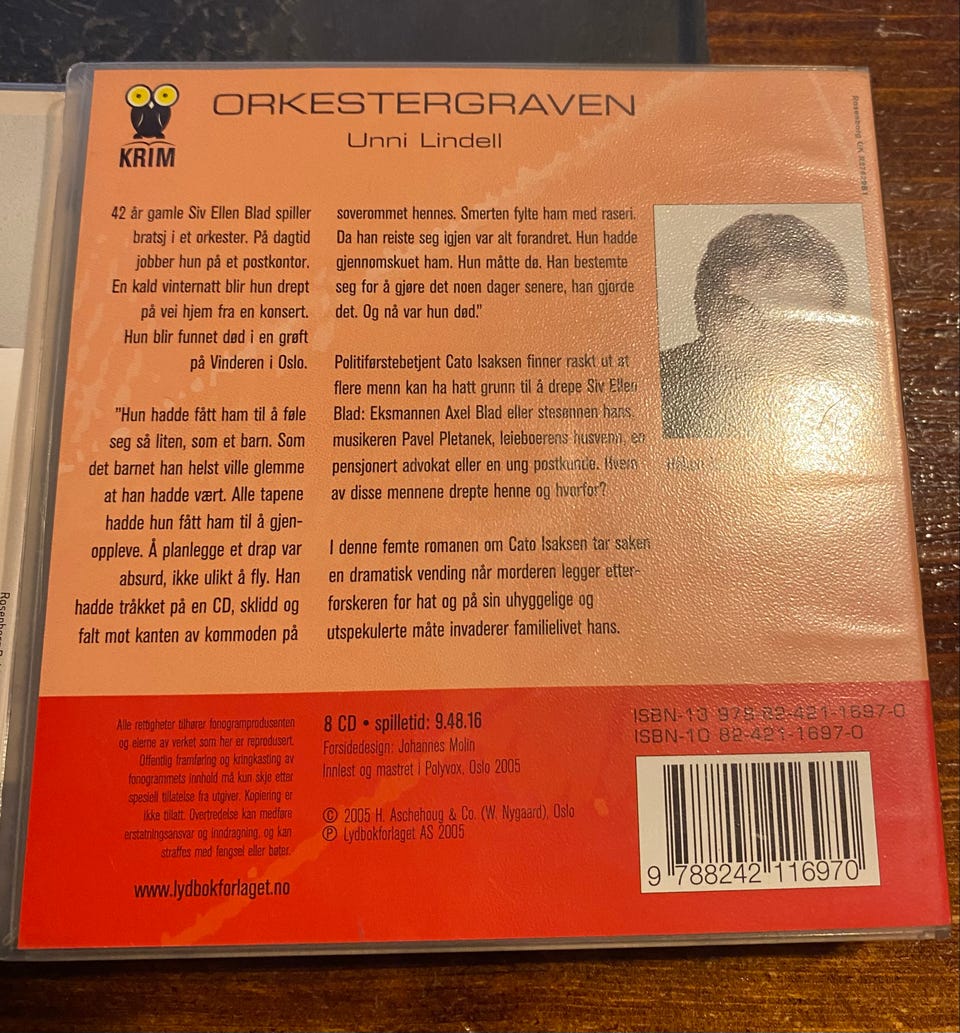 ORKESTERGRAVEN
Unni Lindell
KRIM
42 år gamle Siv Ellen Blad spiller
bratsj i et orkester. På dagtid
jobber hun på et postkontor.
En kald vinternatt blir hun drept
på vei hjem fra en konsert.
Hun blir funnet død i en grøft
på Vinderen i Oslo.
"Hun hadde fått ham til å føle
seg så liten, som et barn. Som
det barnet han helst ville glemme
at han hadde vært. Alle tapene
hadde hun fått ham til å gjen-
oppleve. Å planlegge et drap var
absurd, ikke ulikt å fly. Han
hadde tråkket på en CD, sklidd og
falt mot kanten av kommoden på
soverommet hennes. Smerten fylte ham med raseri.
Da han reiste seg igjen var alt forandret. Hun hadde
gjennomskuet ham. Hun måtte dø. Han bestemte
seg for å gjøre det noen dager senere, han gjorde
det. Og nå var hun død."
Politiførstebetjent Cato Isaksen finner raskt ut at
flere menn kan ha hatt grunn til å drepe Siv Ellen
Blad: Eksmannen Axel Blad eller stesønnen hans,
musikeren Pavel Pletanek, leieboerens husvenn, en
pensjonert advokat eller en ung postkunde. Hvem
av disse mennene drepte henne og hvorfor?
I denne femte romanen om Cato Isaksen tar saken
en dramatisk vending når morderen legger etter-
forskeren for hat og på sin uhyggelige og
utspekulerte måte invaderer familielivet hans.
Håkon
Alle rettigheter tilhører fonogramprodusenten
og eierne av verket som her er reprodusert.
Offentlig framføring og kringkasting av
fonogrammets innhold må kun skje etter
spesiell tillatelse fra utgiver. Kopiering er
ikke tillatt. Overtredelse kan medføre
erstatningsansvar og inndragning, og kan
straffes med fengsel eller bøter.
www.lydbokforlaget.no
8 CD • spilletid: 9.48.16
Forsidedesign: Johannes Molin
Innlest og mastret i Polyvox, Oslo 2005
© 2005 H. Aschehoug & Co. (W. Nygaard), Oslo
℗ Lydbokforlaget AS 2005
ISBN-13 978-82-421-1697-0
ISBN-10 82-421-1697-0
9 788242 116970